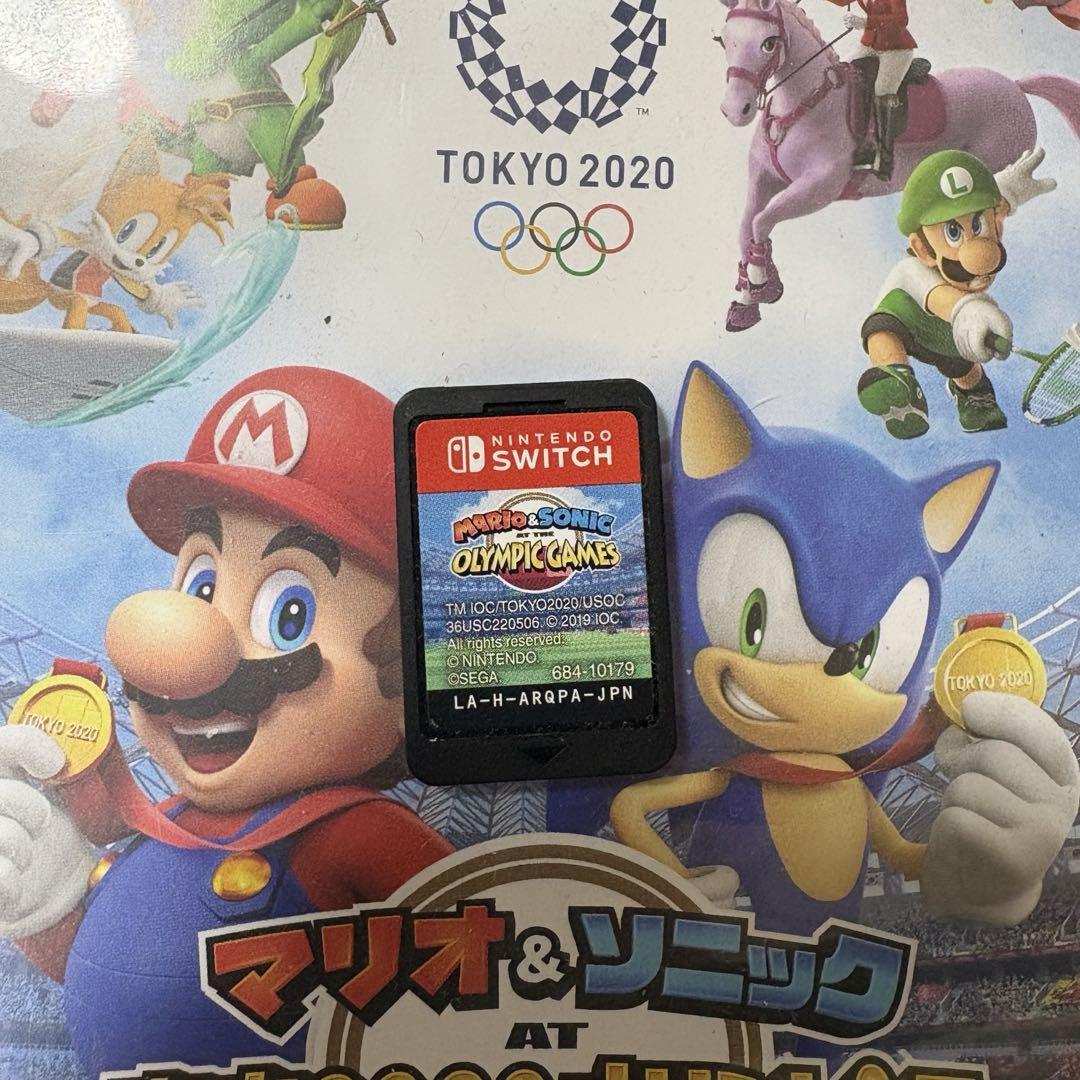 TM
TOKYO 2020
L
M
NINTENDO
SWITCH
MARIO & SONIC
AT THE
OLYMPIC GAMES
TM IOC/TOKYO2020/USOC
36USC220506. © 2019 IOC.
All rights reserved.
© NINTENDO
©SEGA. 684-10179
LA-H-ARQPA-JPN
TOKYO 2020
TOKYO 2020
マリオ&ソニック
AT